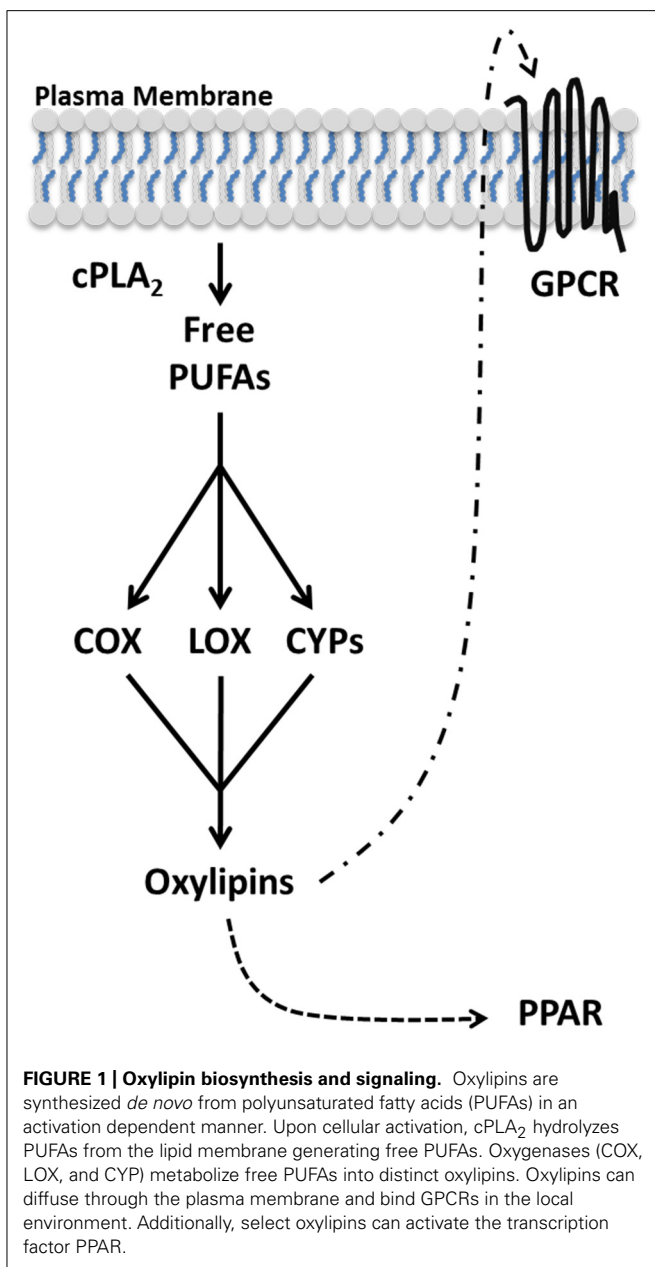 Plasma Membrane
cPLA₂
GPCR
Free
PUFAs
COX LOX CYPs
Oxylipins
PPAR
FIGURE 1 | Oxylipin biosynthesis and signaling. Oxylipins are
synthesized de novo from polyunsaturated fatty acids (PUFAs) in an
activation dependent manner. Upon cellular activation, cPLA₂ hydrolyzes
PUFAs from the lipid membrane generating free PUFAs. Oxygenases (COX,
LOX, and CYP) metabolize free PUFAs into distinct oxylipins. Oxylipins can
diffuse through the plasma membrane and bind GPCRs in the local
environment. Additionally, select oxylipins can activate the transcription
factor PPAR.